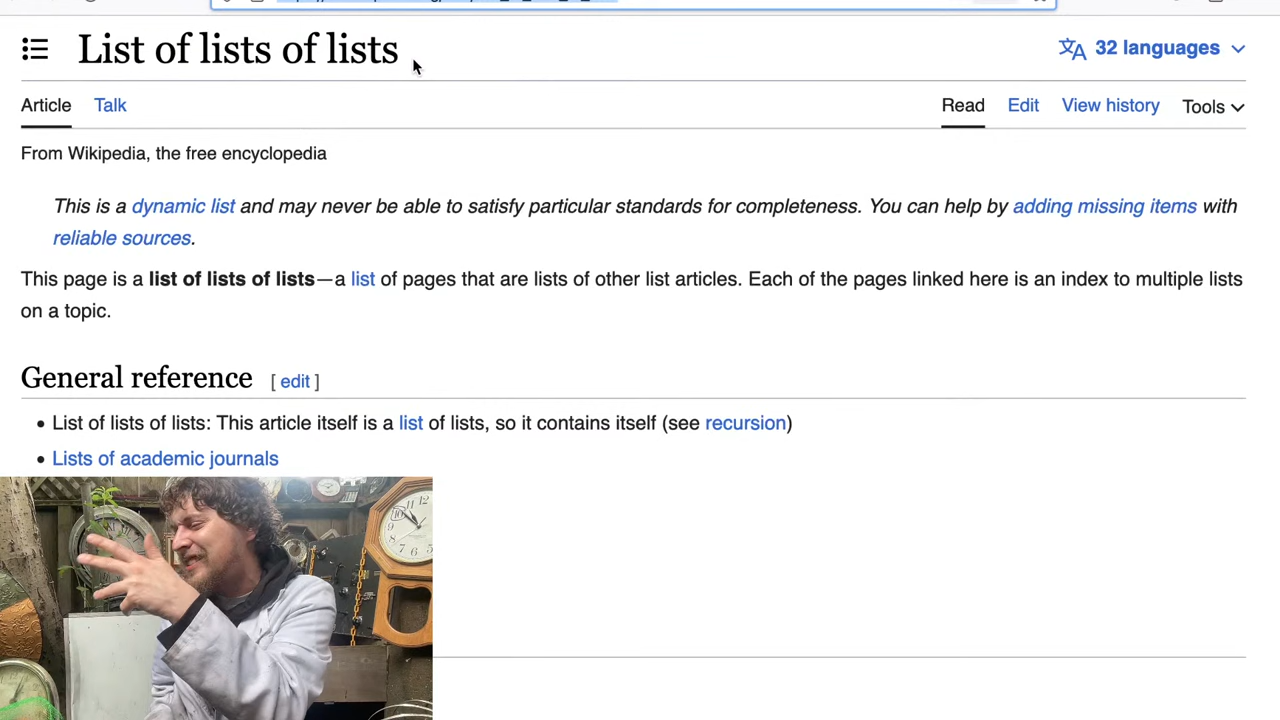 List of lists of lists
32 languages
Article Talk Read Edit View history Tools
From Wikipedia, the free encyclopedia
This is a dynamic list and may never be able to satisfy particular standards for completeness. You can help by adding missing items with
reliable sources.
This page is a list of lists of lists—a list of pages that are lists of other list articles. Each of the pages linked here is an index to multiple lists
on a topic.
General reference [ edit ]
• List of lists of lists: This article itself is a list of lists, so it contains itself (see recursion)
• Lists of academic journals